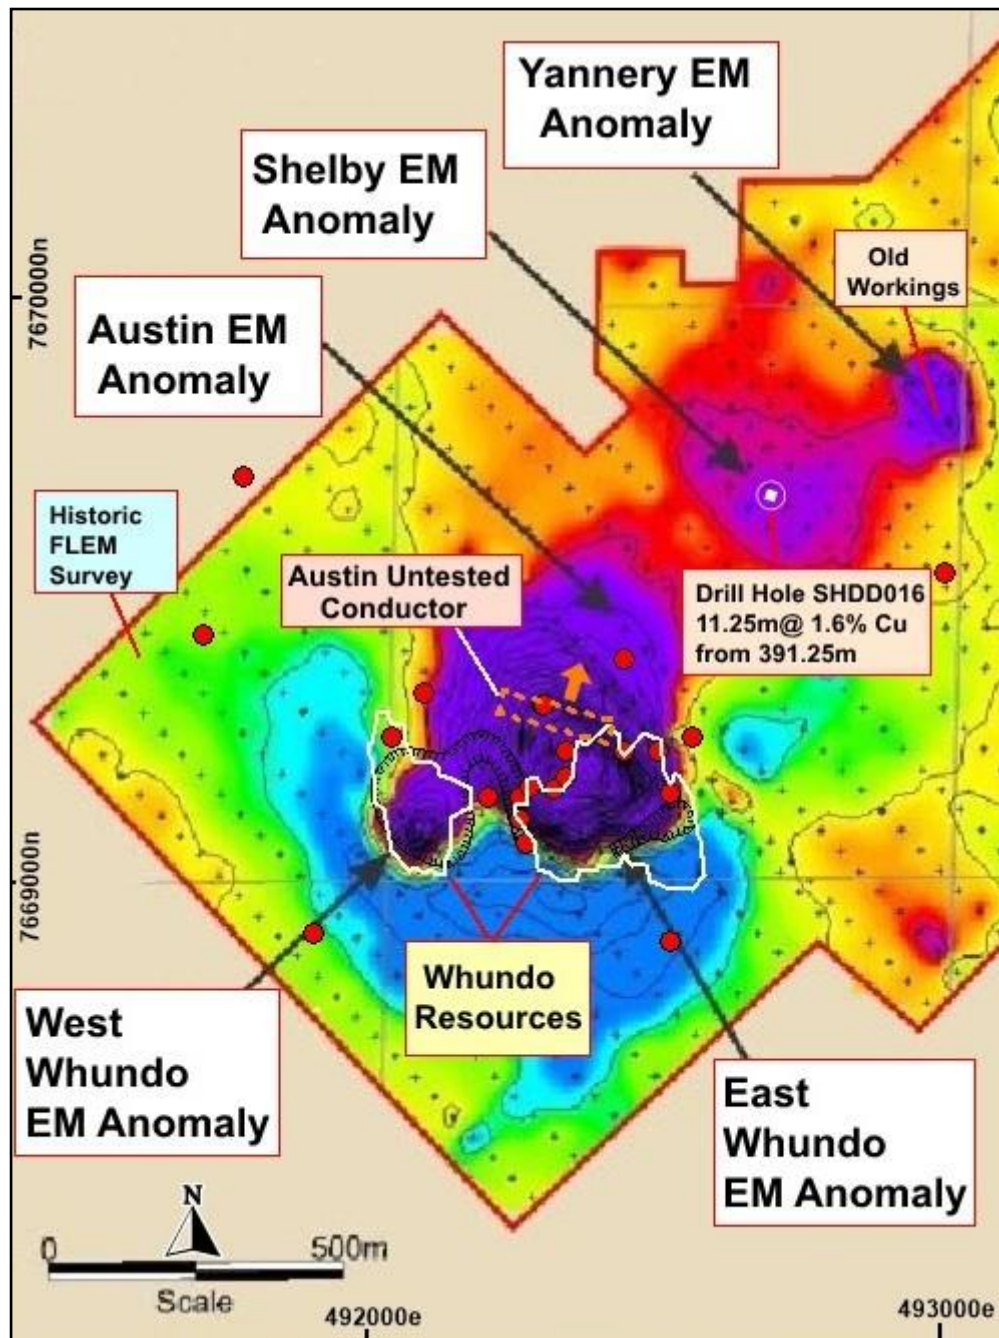 Yannery EM
Anomaly
Shelby EM
Anomaly
Old
Workings
7670000n
Austin EM
Anomaly
Historic
FLEM
Survey
Austin Untested
Conductor
Drill Hole SHDD016
11.25m@ 1.6% Cu
from 391.25m
7669000n
Whundo
Resources
West
Whundo
EM Anomaly
East
Whundo
EM Anomaly
N
0 500m
Scale
492000e
493000e